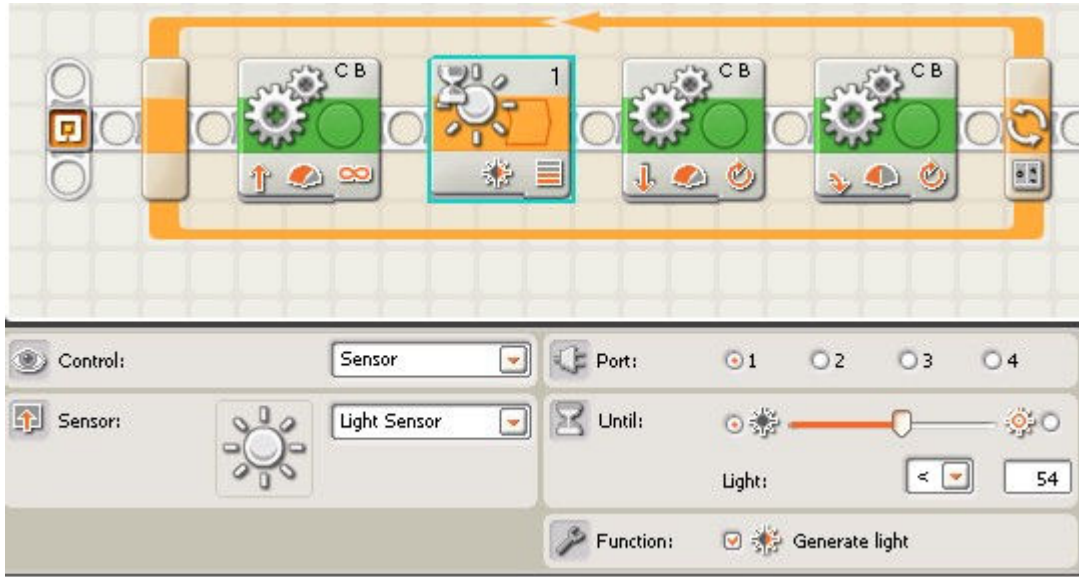 C B
1
C B
C B
Control:
Sensor
Port:
1
2
3
4
Sensor:
Light Sensor
Until:
Light:
<
54
Function:
Generate light